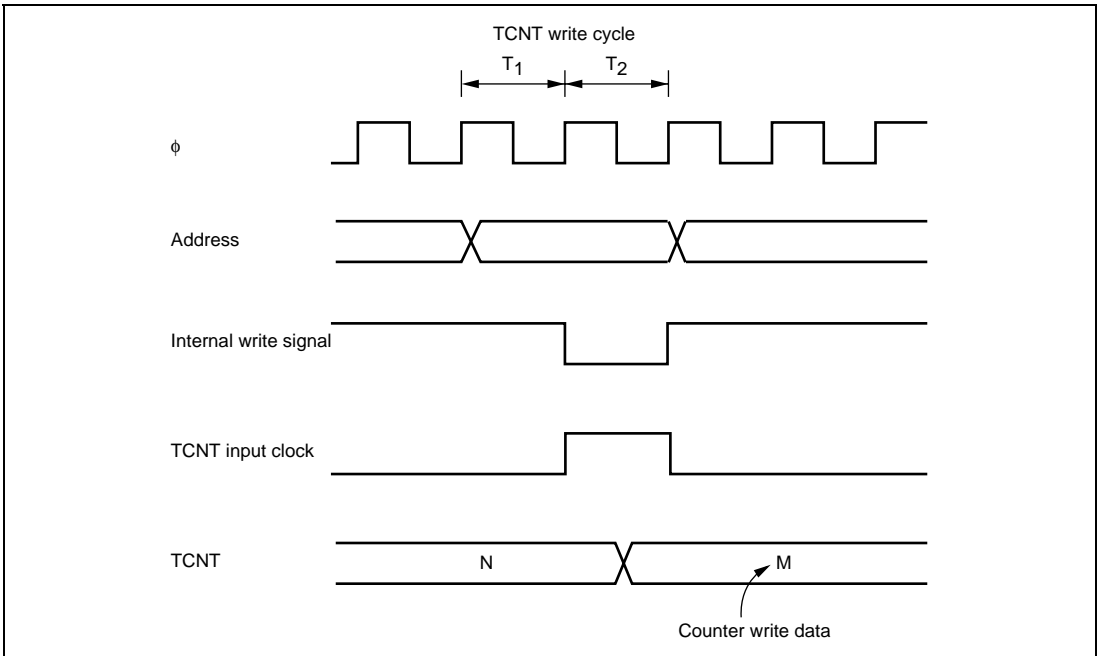 TCNT write cycle
T1 T2
φ
Address
Internal write signal
TCNT input clock
TCNT N M
Counter write data